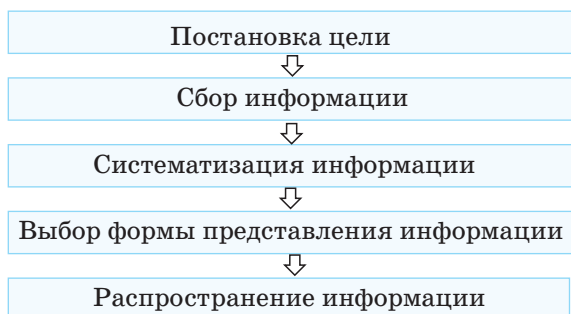 Постановка цели
Сбор информации
Систематизация информации
Выбор формы представления информации
Распространение информации